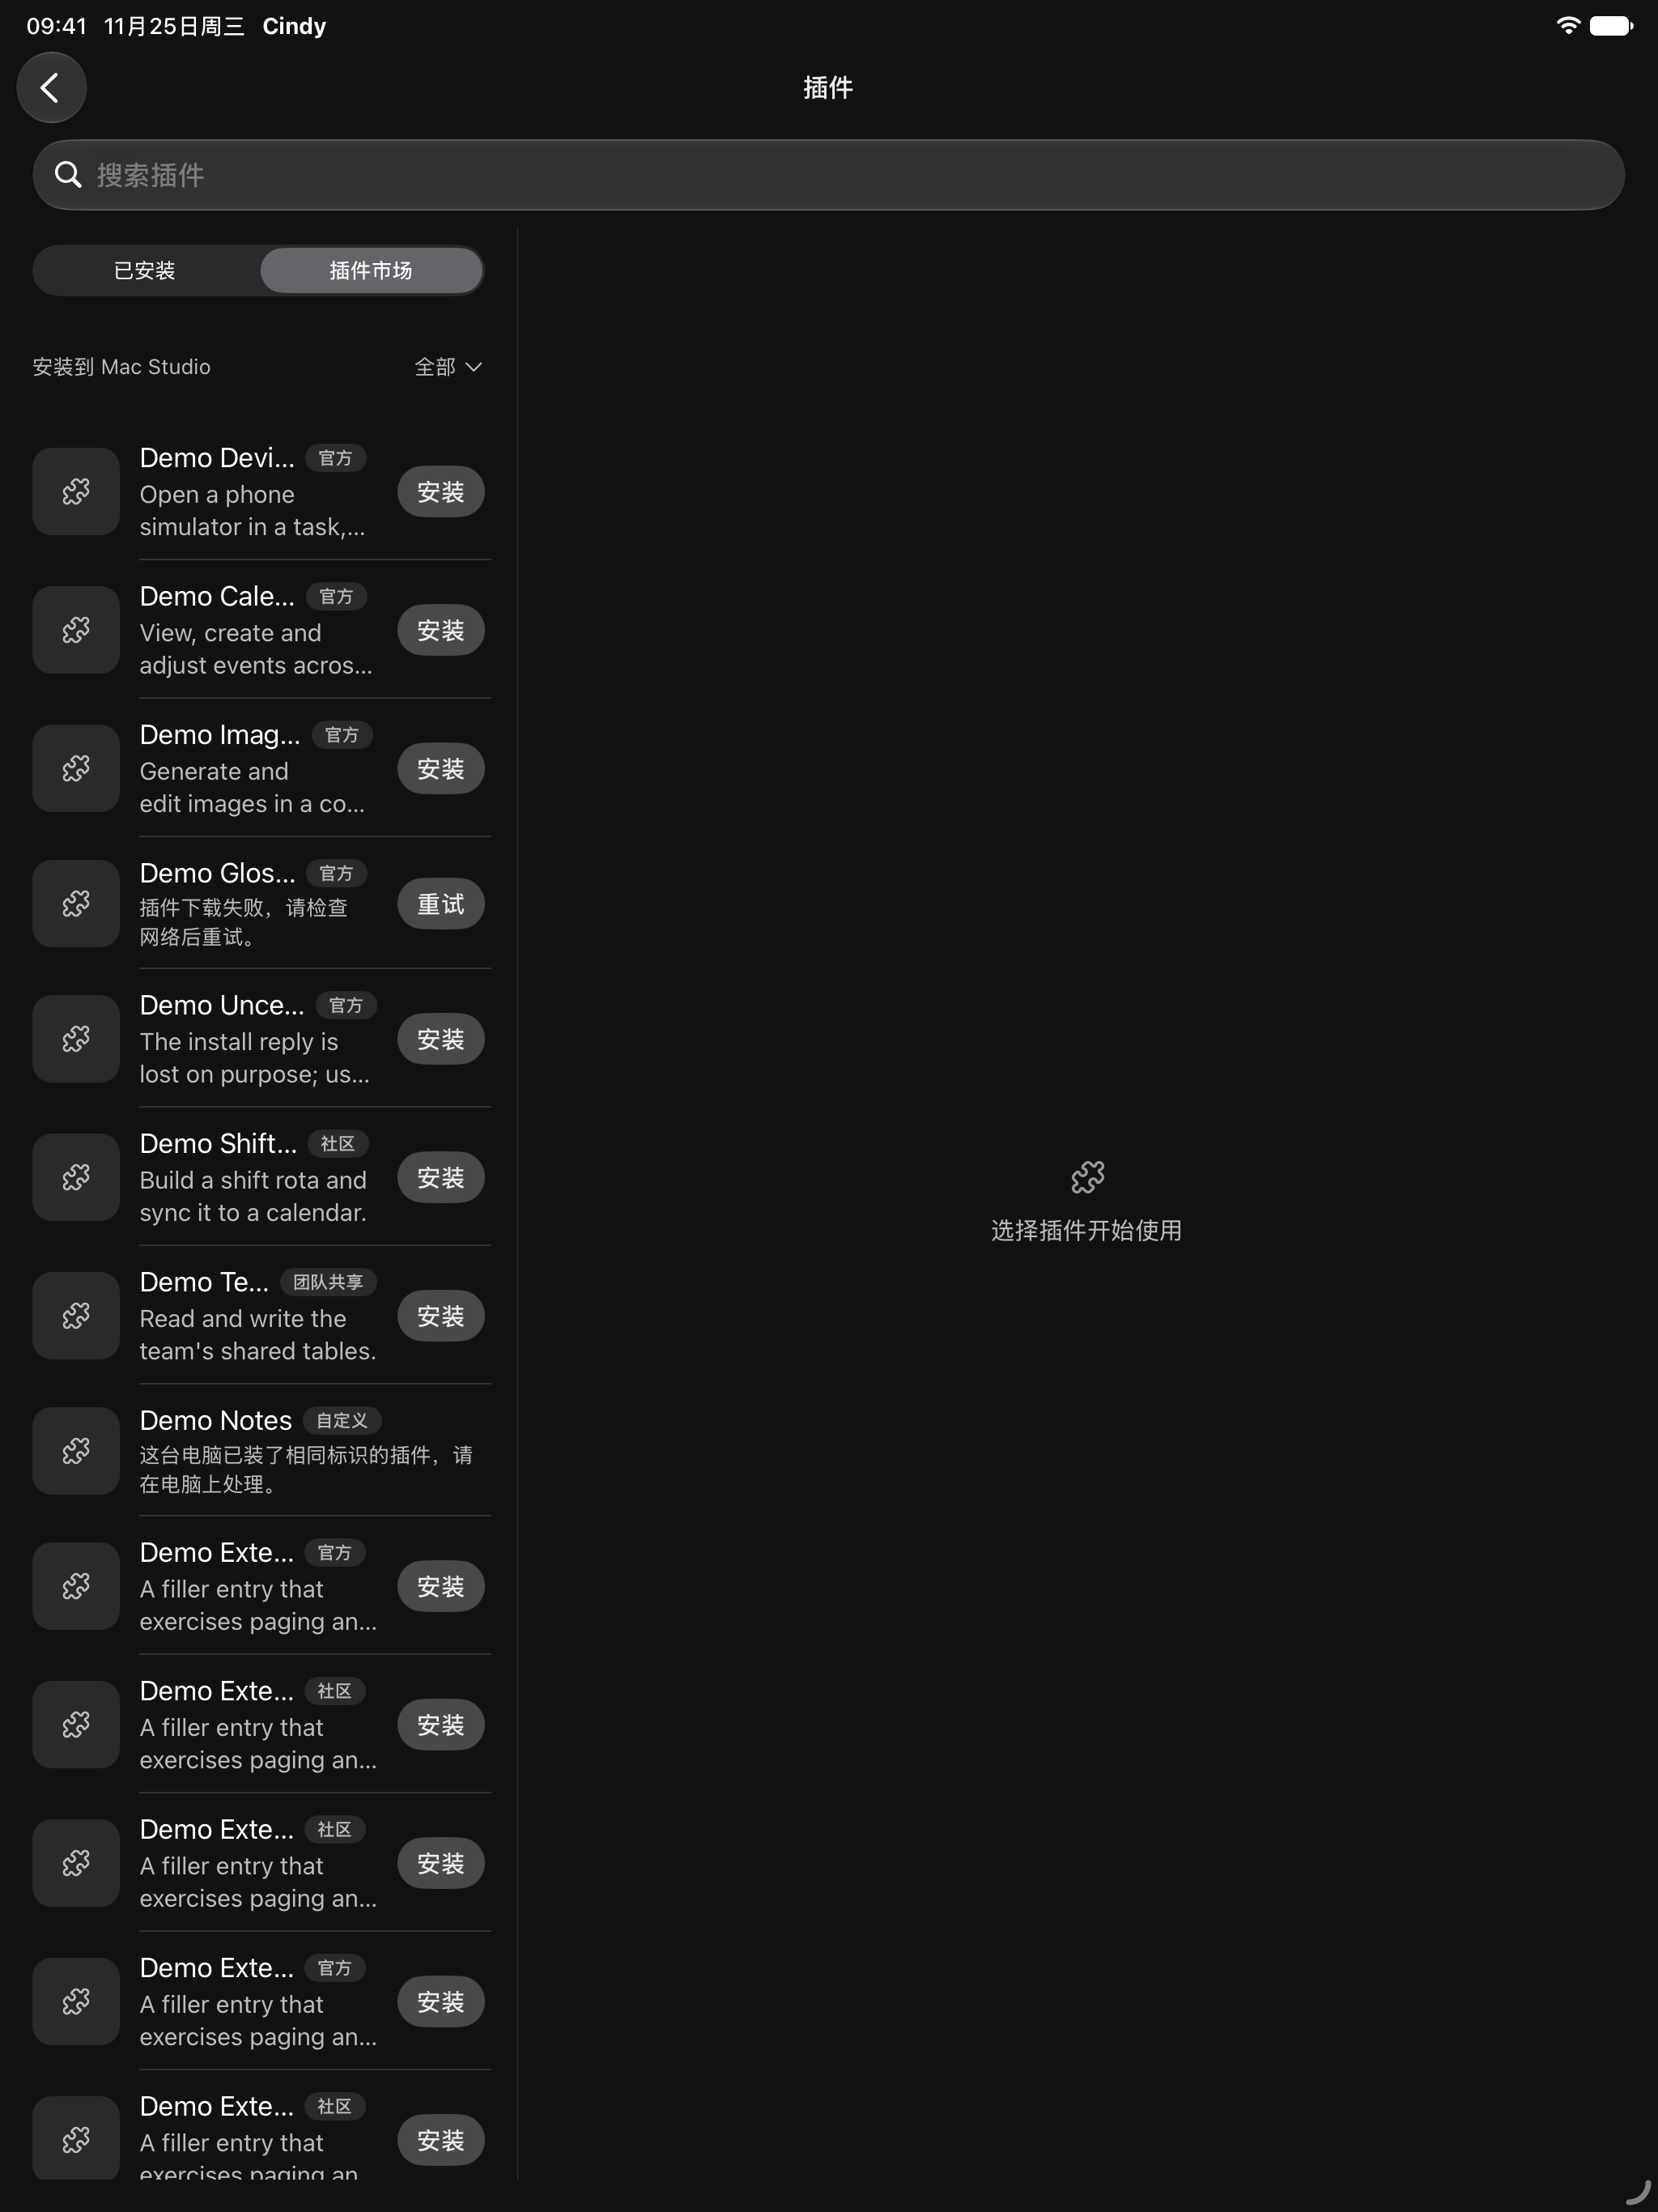 09:41 11月25日周三 Cindy
插件
搜索插件
已安装 插件市场
安装到 Mac Studio 全部
Demo Devi... 官方
Open a phone
simulator in a task,...
安装
Demo Cale... 官方
View, create and
adjust events acros...
安装
Demo Imag... 官方
Generate and
edit images in a co...
安装
Demo Glos... 官方
插件下载失败，请检查
网络后重试。
重试
Demo Unce... 官方
The install reply is
lost on purpose; us...
安装
Demo Shift... 社区
Build a shift rota and
sync it to a calendar.
安装
Demo Te... 团队共享
Read and write the
team's shared tables.
安装
Demo Notes 自定义
这台电脑已装了相同标识的插件，请
在电脑上处理。
Demo Exte... 官方
A filler entry that
exercises paging an...
安装
Demo Exte... 社区
A filler entry that
exercises paging an...
安装
Demo Exte... 社区
A filler entry that
exercises paging an...
安装
Demo Exte... 官方
A filler entry that
exercises paging an...
安装
Demo Exte... 社区
A filler entry that
exercises paging an
安装
选择插件开始使用